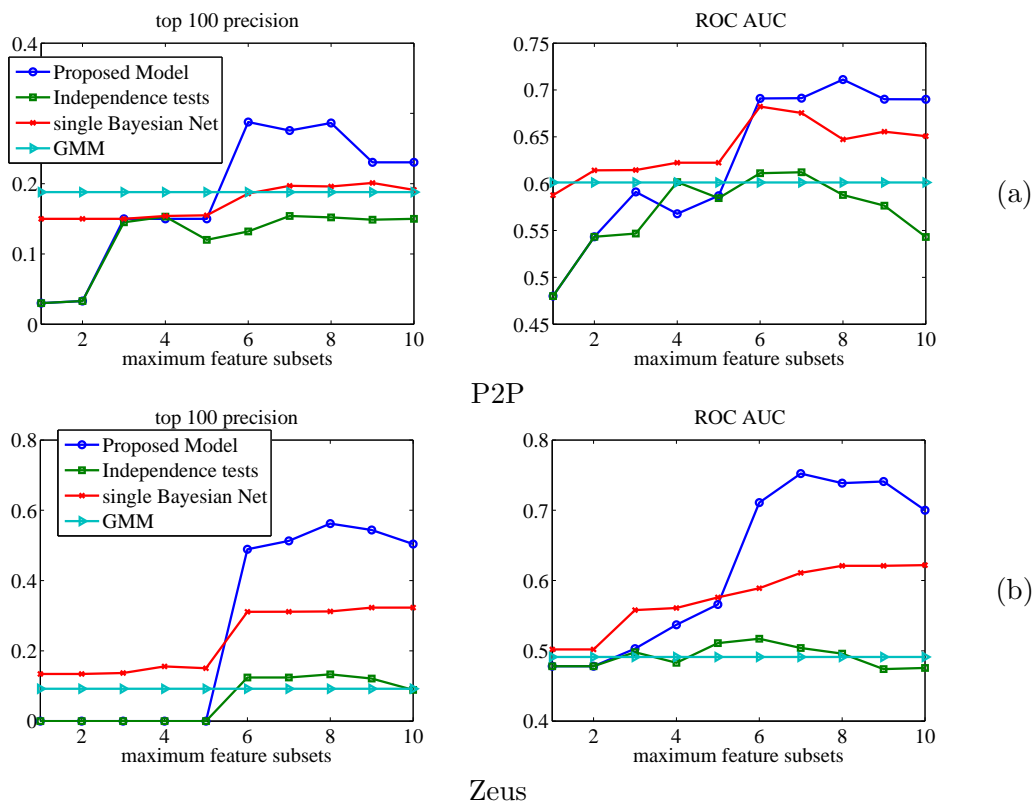 top 100 precision
0.4
0.2
0.1
0
2 4 6 8 10
maximum feature subsets
Proposed Model
Independence tests
single Bayesian Net
GMM
ROC AUC
0.75
0.7
0.65
0.6
0.55
0.5
0.45
2 4 6 8 10
maximum feature subsets
(a)
P2P
top 100 precision
0.8
0.6
0.4
0.2
0
2 4 6 8 10
maximum feature subsets
Proposed Model
Independence tests
single Bayesian Net
GMM
ROC AUC
0.8
0.7
0.6
0.5
0.4
2 4 6 8 10
maximum feature subsets
(b)
Zeus